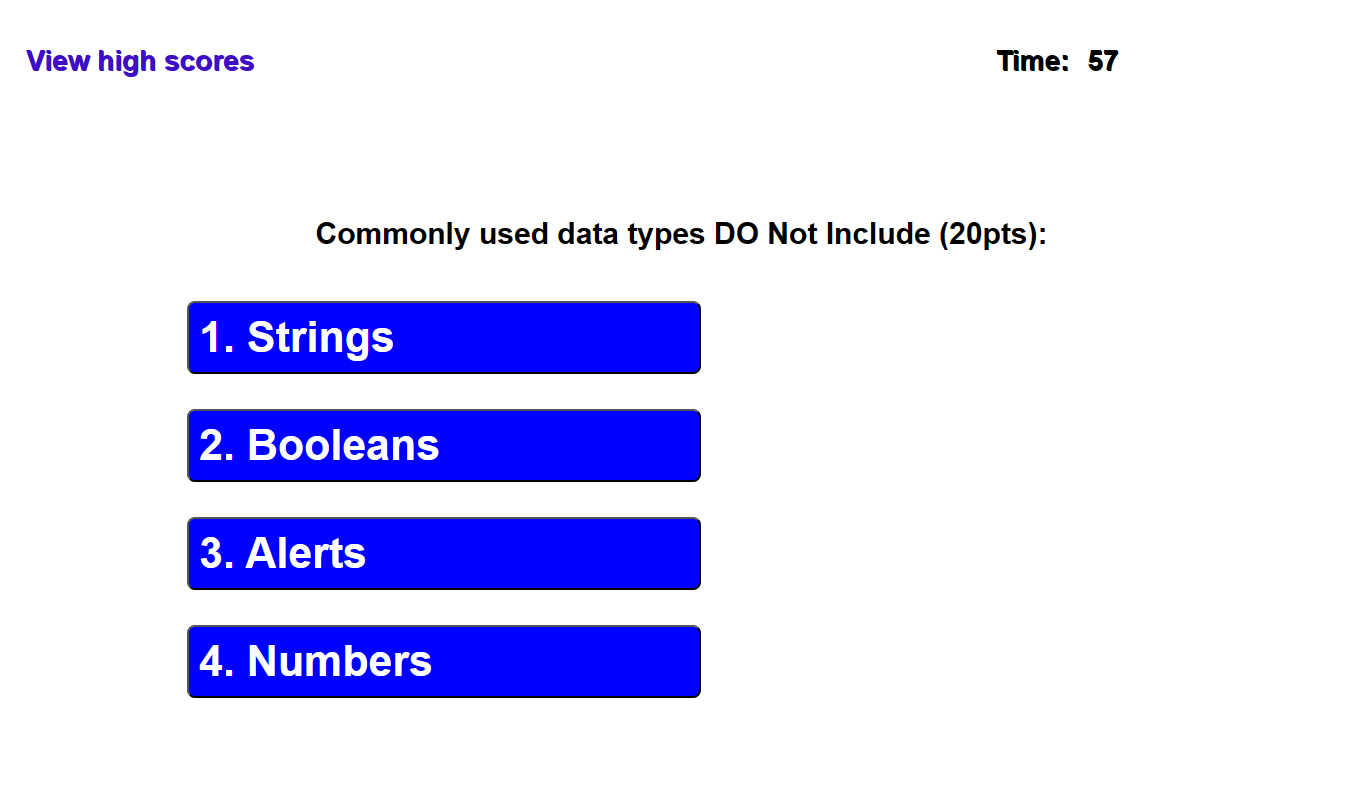 View high scores
Time: 57
Commonly used data types DO Not Include (20pts):
1. Strings
2. Booleans
3. Alerts
4. Numbers